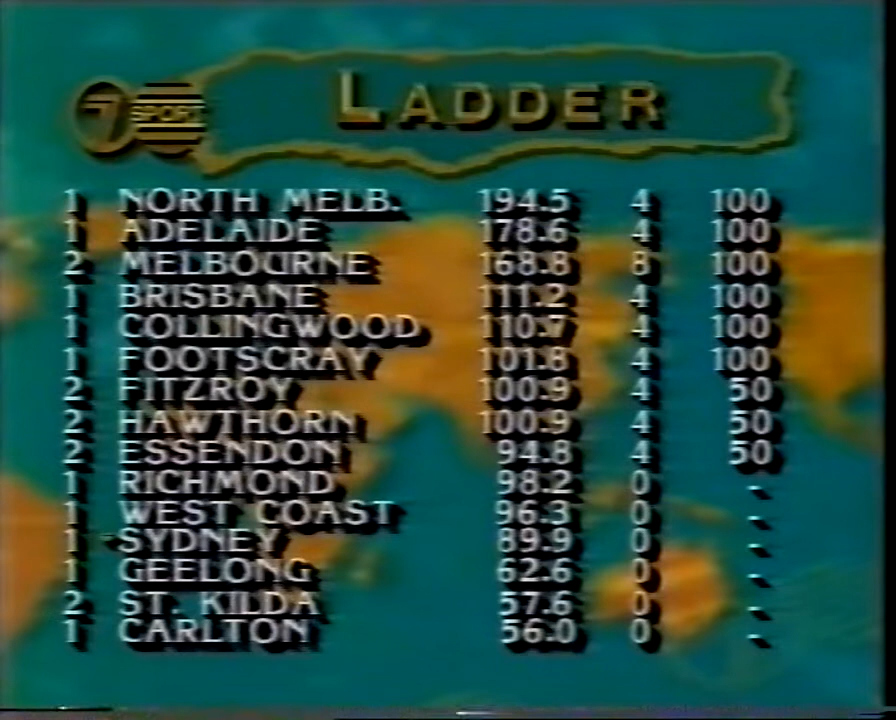 7 SPORT LADDER
1 NORTH MELB. 194.5 4 100
1 ADELAIDE 178.6 4 100
2 MELBOURNE 168.8 8 100
1 BRISBANE 111.2 4 100
1 COLLINGWOOD 110.7 4 100
1 FOOTSCRAY 101.8 4 100
2 FITZROY 100.9 4 50
2 HAWTHORN 100.9 4 50
2 ESSENDON 94.8 4 50
1 RICHMOND 98.2 0 -
1 WEST COAST 96.3 0 -
1 SYDNEY 89.9 0 -
1 GEELONG 62.6 0 -
2 ST. KILDA 57.6 0 -
1 CARLTON 56.0 0 -